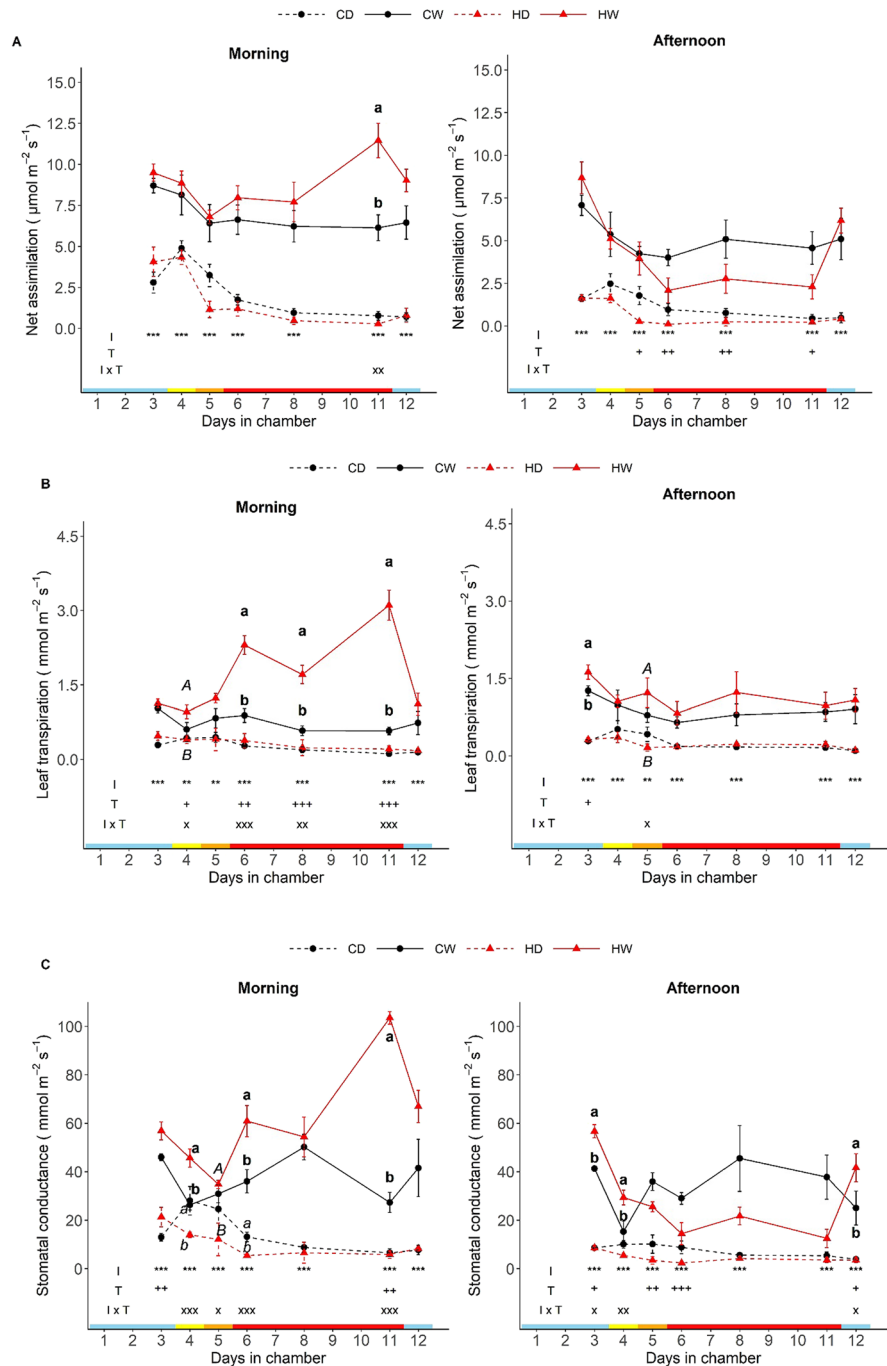 CD CW HD HW
A
Morning
Afternoon
15.0
12.5
10.0
7.5
5.0
2.5
0.0
Net assimilation ( µmol m−2 s−1)
a
b
I *** *** *** *** *** *** ***
T
I x T xx
1 2 3 4 5 6 7 8 9 10 11 12
Days in chamber
15.0
12.5
10.0
7.5
5.0
2.5
0.0
Net assimilation ( µmol m−2 s−1)
I *** *** *** *** *** *** ***
T + ++ ++ +
I x T
1 2 3 4 5 6 7 8 9 10 11 12
Days in chamber
CD CW HD HW
B
Morning
Afternoon
4.5
3.0
1.5
0.0
Leaf transpiration ( mmol m−2 s−1)
A a a a
B b b b
I *** ** ** *** *** *** ***
T + ++ +++ +++
I x T x xxx xx xxx
1 2 3 4 5 6 7 8 9 10 11 12
Days in chamber
4.5
3.0
1.5
0.0
Leaf transpiration ( mmol m−2 s−1)
a A
b B
I *** *** ** *** *** *** ***
T +
I x T x
1 2 3 4 5 6 7 8 9 10 11 12
Days in chamber
CD CW HD HW
C
Morning
Afternoon
100
80
60
40
20
0
Stomatal conductance ( mmol m−2 s−1)
a A a a
b b b
a B a
b b
I *** *** *** *** *** *** ***
T ++ ++
I x T xxx x xxx xxx
1 2 3 4 5 6 7 8 9 10 11 12
Days in chamber
100
80
60
40
20
0
Stomatal conductance ( mmol m−2 s−1)
a a a
b b b
I *** *** *** *** *** *** ***
T + ++ +++ +
I x T x xx x
1 2 3 4 5 6 7 8 9 10 11 12
Days in chamber